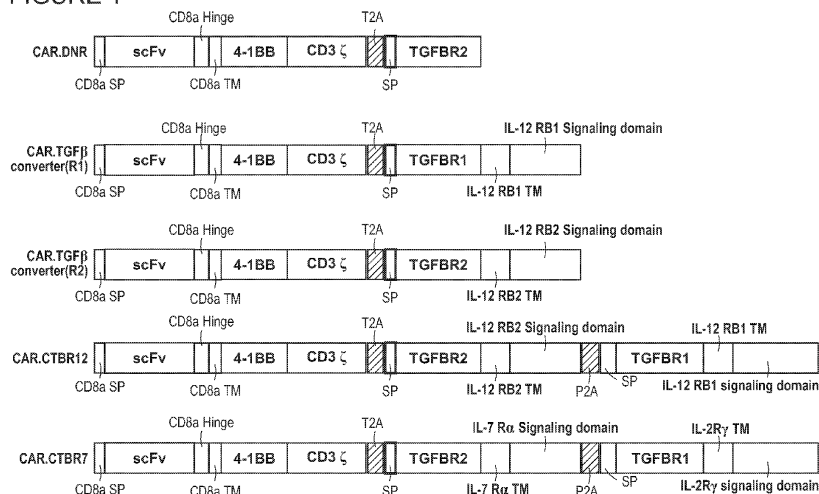 FIGURE 1
CD8a Hinge T2A
CAR.DNR scFv 4-1BB CD3 ζ TGFBR2
CD8a SP CD8a TM SP
CD8a Hinge T2A IL-12 RB1 Signaling domain
CAR.TGFβ
converter(R1) scFv 4-1BB CD3 ζ TGFBR1
CD8a SP CD8a TM SP IL-12 RB1 TM
CD8a Hinge T2A IL-12 RB2 Signaling domain
CAR.TGFβ
converter(R2) scFv 4-1BB CD3 ζ TGFBR2
CD8a SP CD8a TM SP IL-12 RB2 TM
CD8a Hinge T2A IL-12 RB2 Signaling domain IL-12 RB1 TM
CAR.CTBR12 scFv 4-1BB CD3 ζ TGFBR2 TGFBR1
CD8a SP CD8a TM SP IL-12 RB2 TM P2A SP IL-12 RB1 signaling domain
CD8a Hinge T2A IL-7 Rα Signaling domain IL-2Rγ TM
CAR.CTBR7 scFv 4-1BB CD3 ζ TGFBR2 TGFBR1
CD8a SP CD8a TM SP IL-7 Rα TM P2A SP IL-2Rγ signaling domain